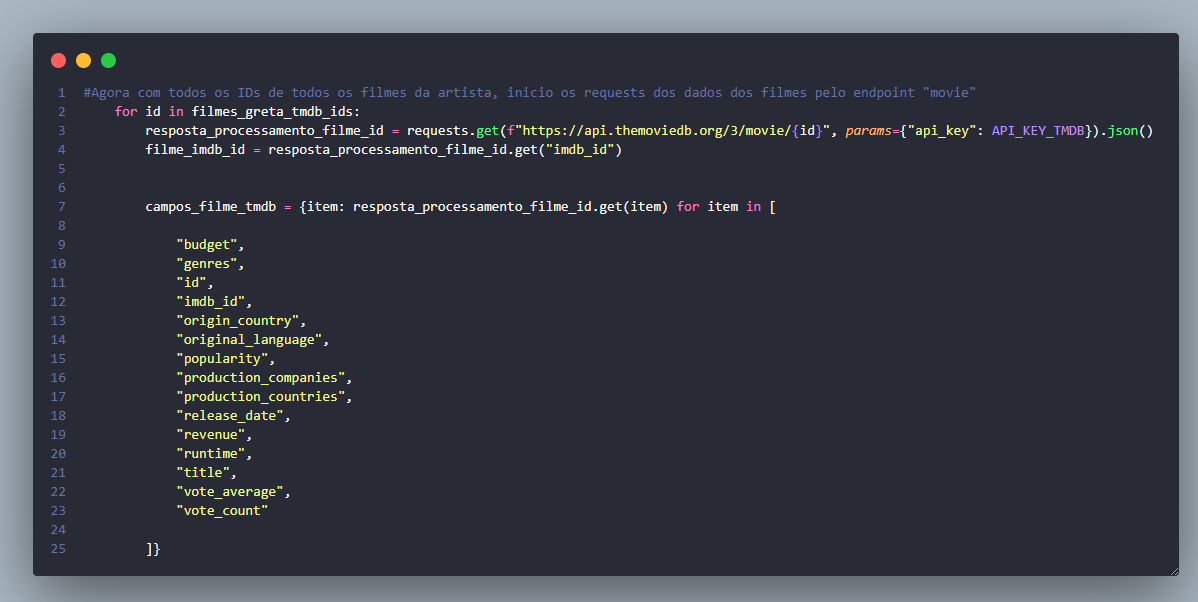 1 #Agora com todos os IDs de todos os filmes da artista, inicio os requests dos dados dos filmes pelo endpoint "movie"
2     for id in filmes_greta_tmdb_ids:
3         resposta_processamento_filme_id = requests.get(f"https://api.themoviedb.org/3/movie/{id}", params={"api_key": API_KEY_TMDB}).json()
4         filme_imdb_id = resposta_processamento_filme_id.get("imdb_id")
5
6
7         campos_filme_tmdb = {item: resposta_processamento_filme_id.get(item) for item in [
8
9             "budget",
10             "genres",
11             "id",
12             "imdb_id",
13             "origin_country",
14             "original_language",
15             "popularity",
16             "production_companies",
17             "production_countries",
18             "release_date",
19             "revenue",
20             "runtime",
21             "title",
22             "vote_average",
23             "vote_count"
24
25         ]}